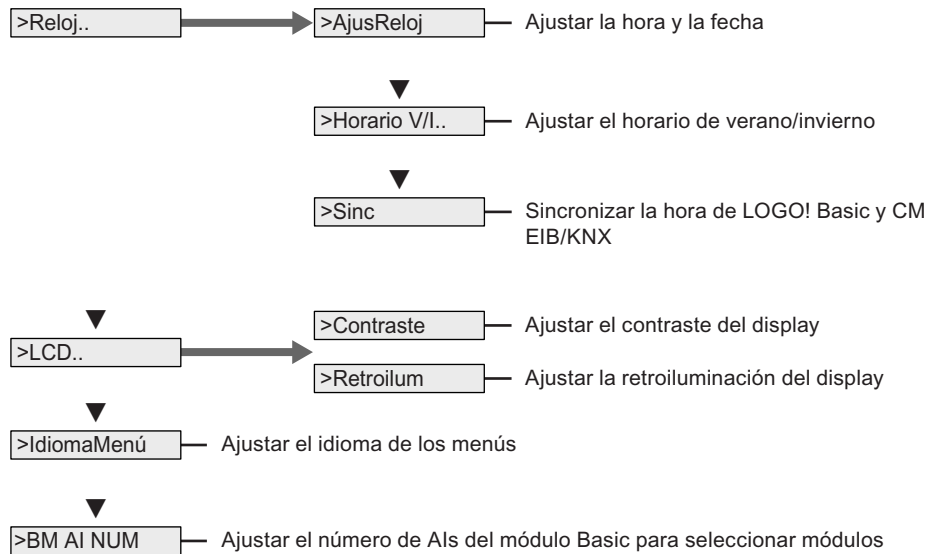 >Reloj..
>AjusReloj
Ajustar la hora y la fecha
>Horario V/I..
Ajustar el horario de verano/invierno
>Sinc
Sincronizar la hora de LOGO! Basic y CM
EIB/KNX
>LCD..
>Contraste
Ajustar el contraste del display
>Retroilum
Ajustar la retroiluminación del display
>IdiomaMenú
Ajustar el idioma de los menús
>BM AI NUM
Ajustar el número de AIs del módulo Basic para seleccionar módulos